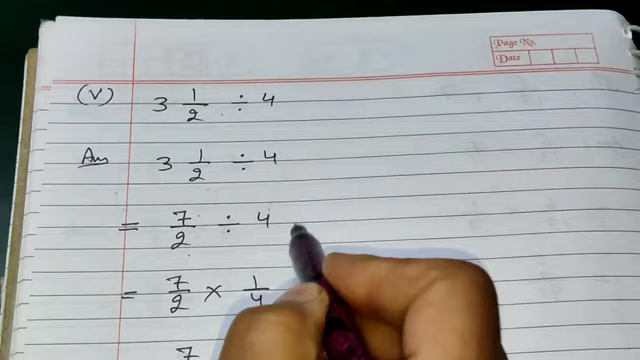 Page No.
Date
(V) 3 1/2 ÷ 4
Ans 3 1/2 ÷ 4
= 7/2 ÷ 4
= 7/2 × 1/4
7